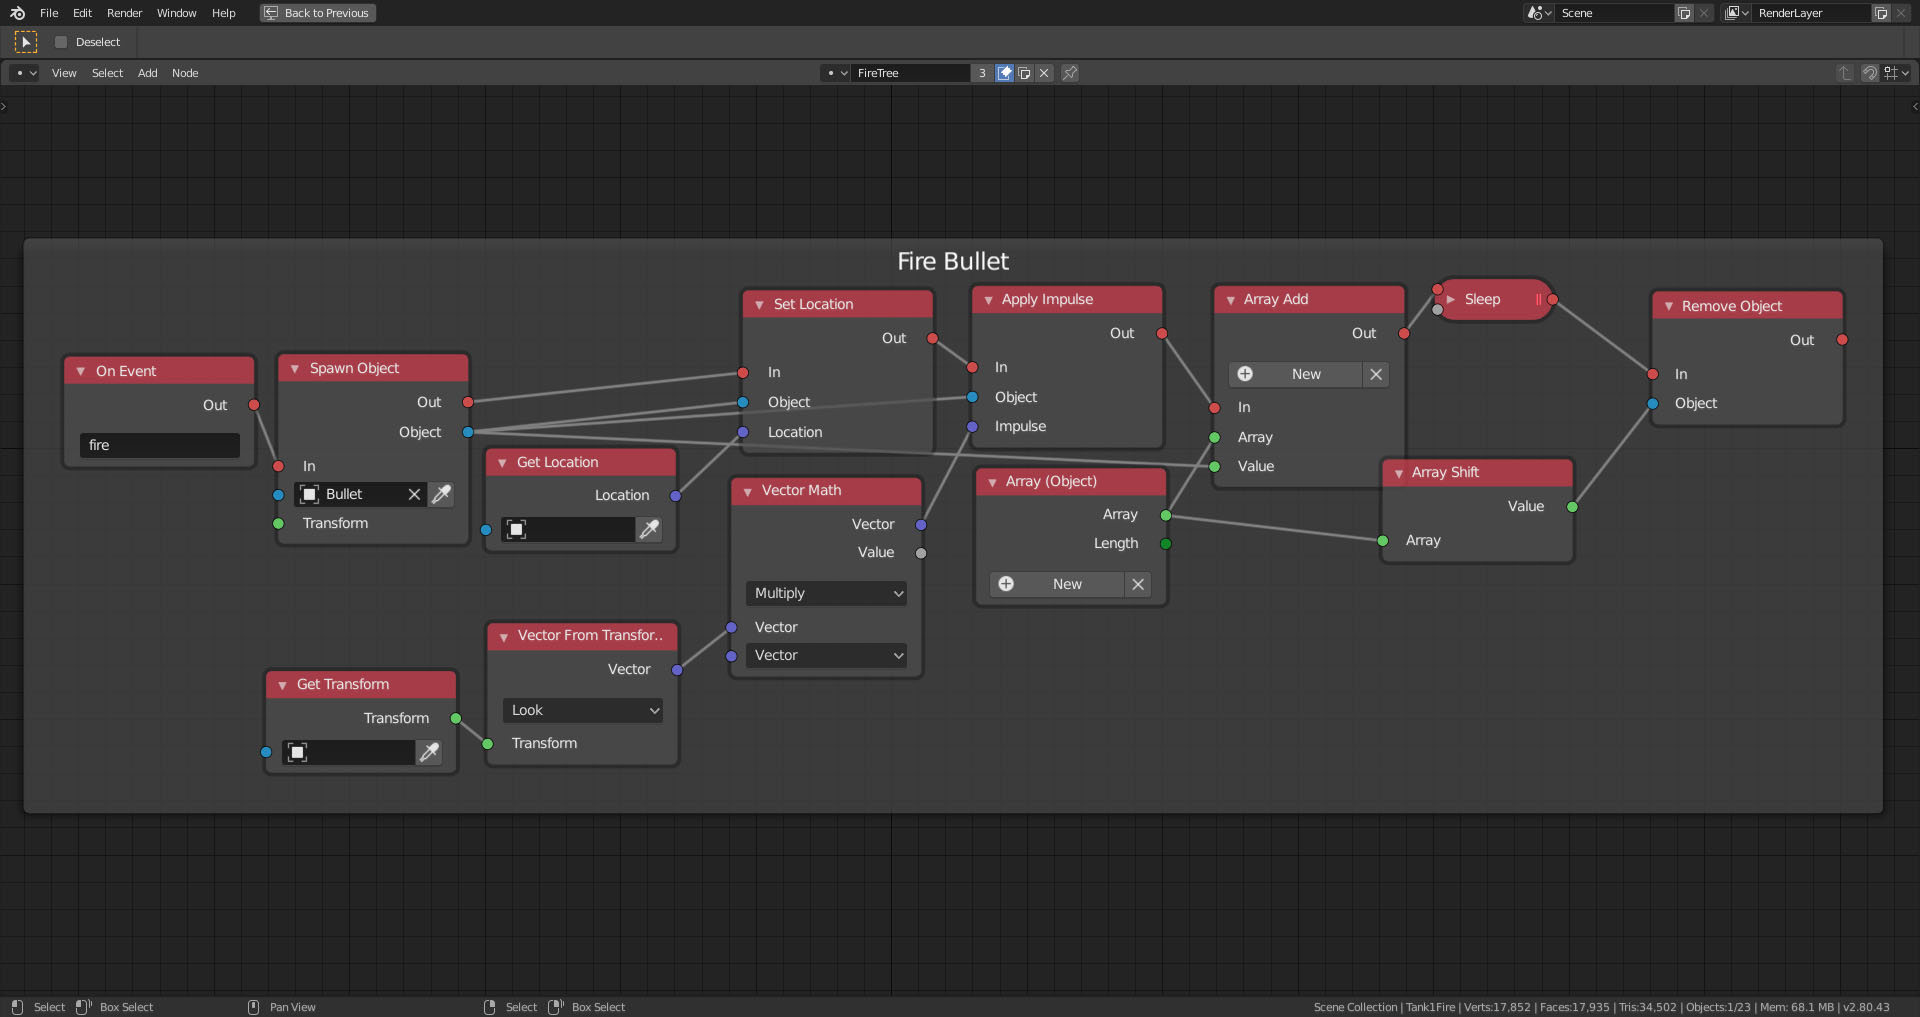 File Edit Render Window Help Back to Previous Scene RenderLayer
Deselect
View Select Add Node FireTree 3
Fire Bullet
On Event
Out
fire
Spawn Object
Out
Object
In
Bullet
Transform
Get Location
Location
Set Location
Out
In
Object
Location
Apply Impulse
Out
In
Object
Impulse
Array Add
Out
New
In
Array
Value
Sleep
Remove Object
Out
In
Object
Array Shift
Value
Array
Array (Object)
Array
Length
New
Vector Math
Vector
Value
Multiply
Vector
Vector
Vector From Transfor..
Vector
Look
Transform
Get Transform
Transform
Select Box Select Pan View Select Box Select Scene Collection | Tank1Fire | Verts:17,852 | Faces:17,935 | Tris:34,502 | Objects:1/23 | Mem: 68.1 MB | v2.80.43